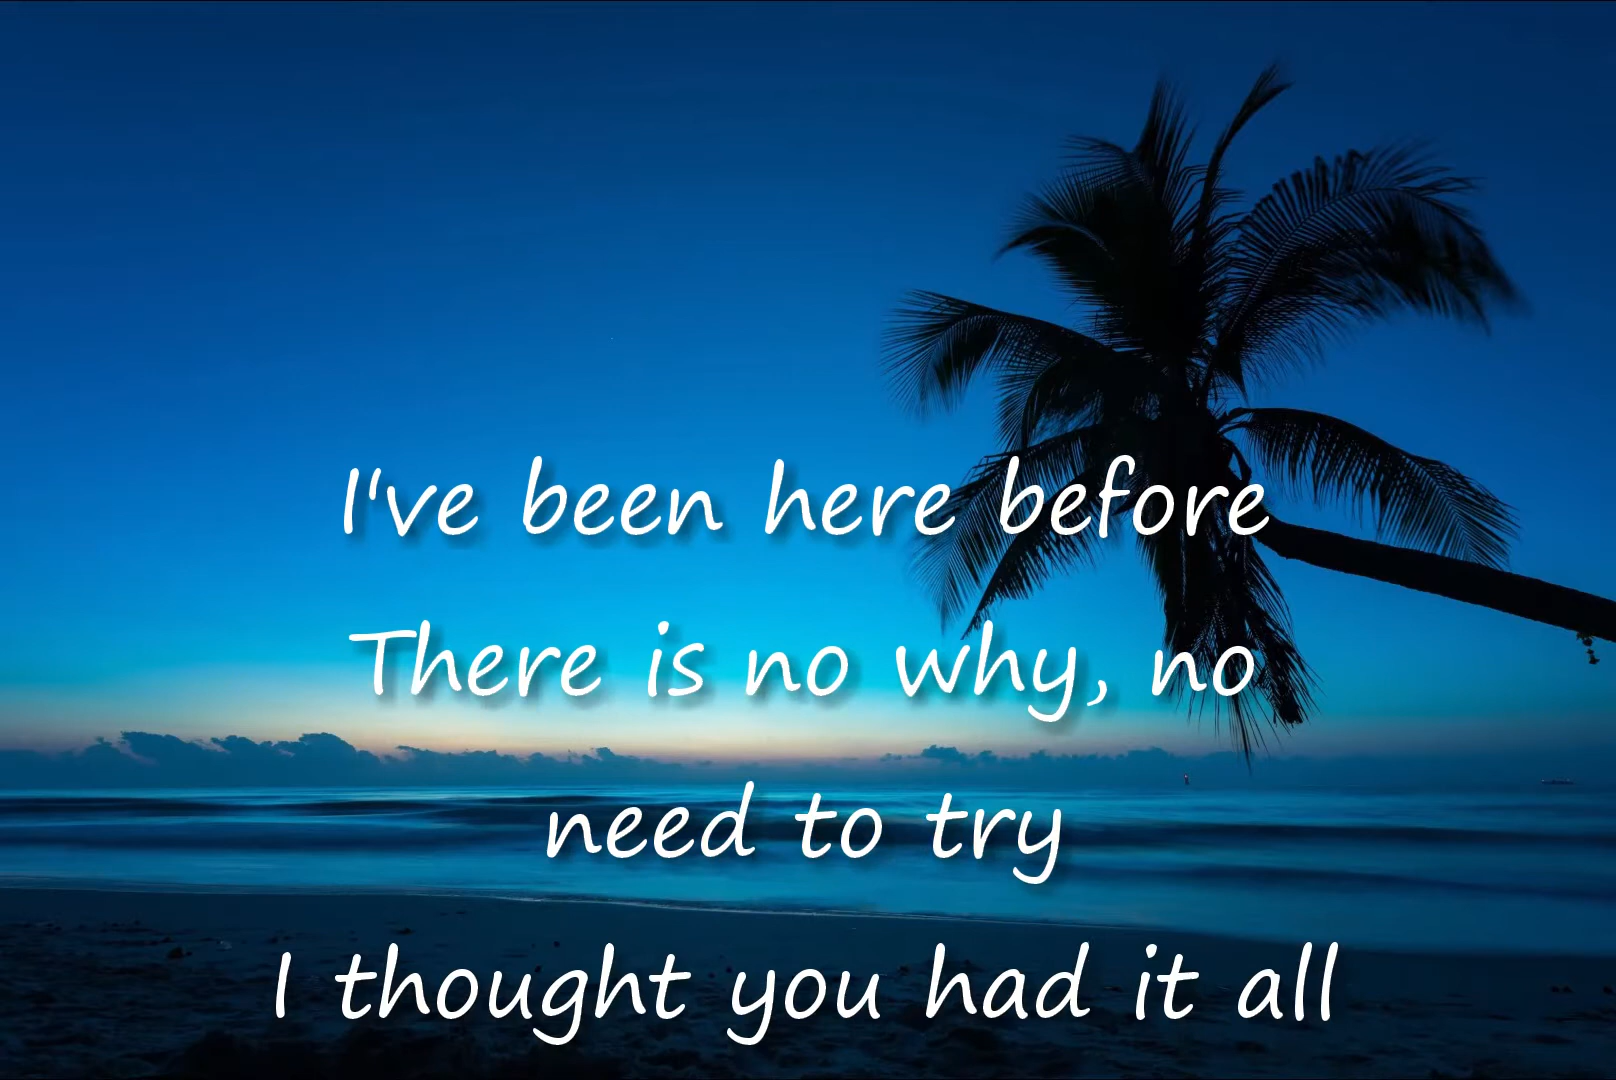 I've been here before
There is no why, no
need to try
I thought you had it all